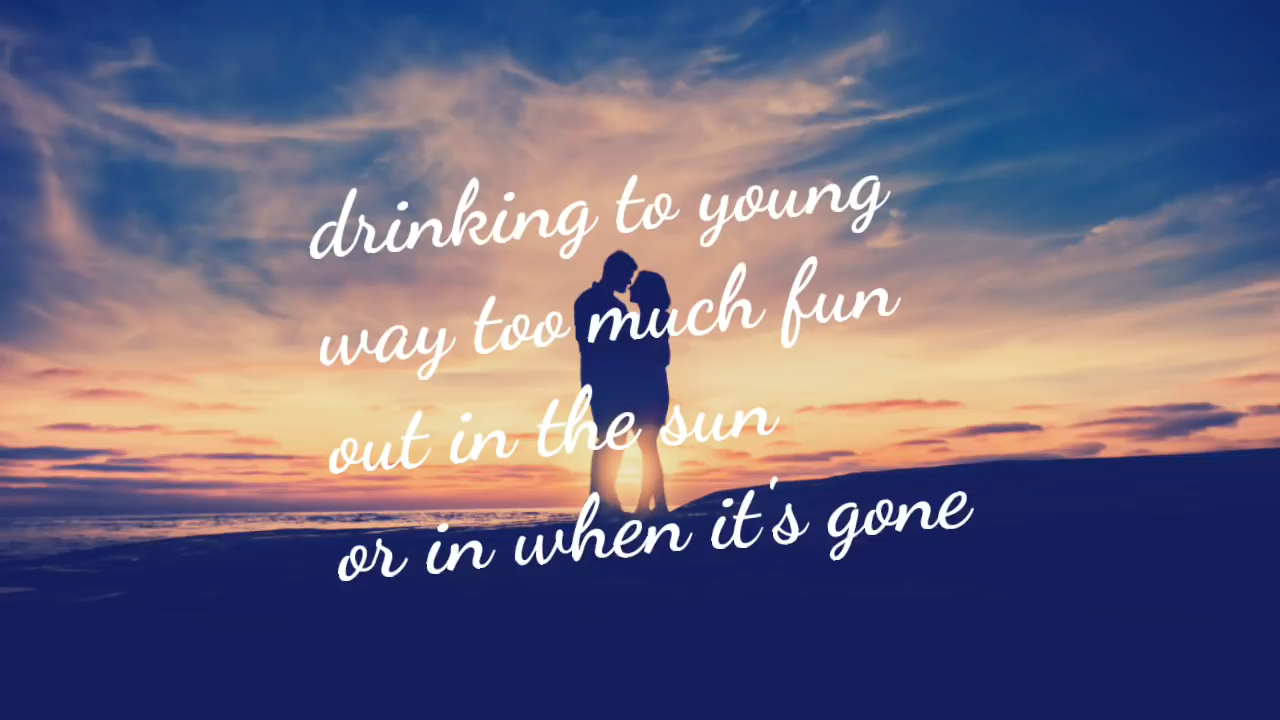 drinking to young
way too much fun
out in the sun
or in when it's gone